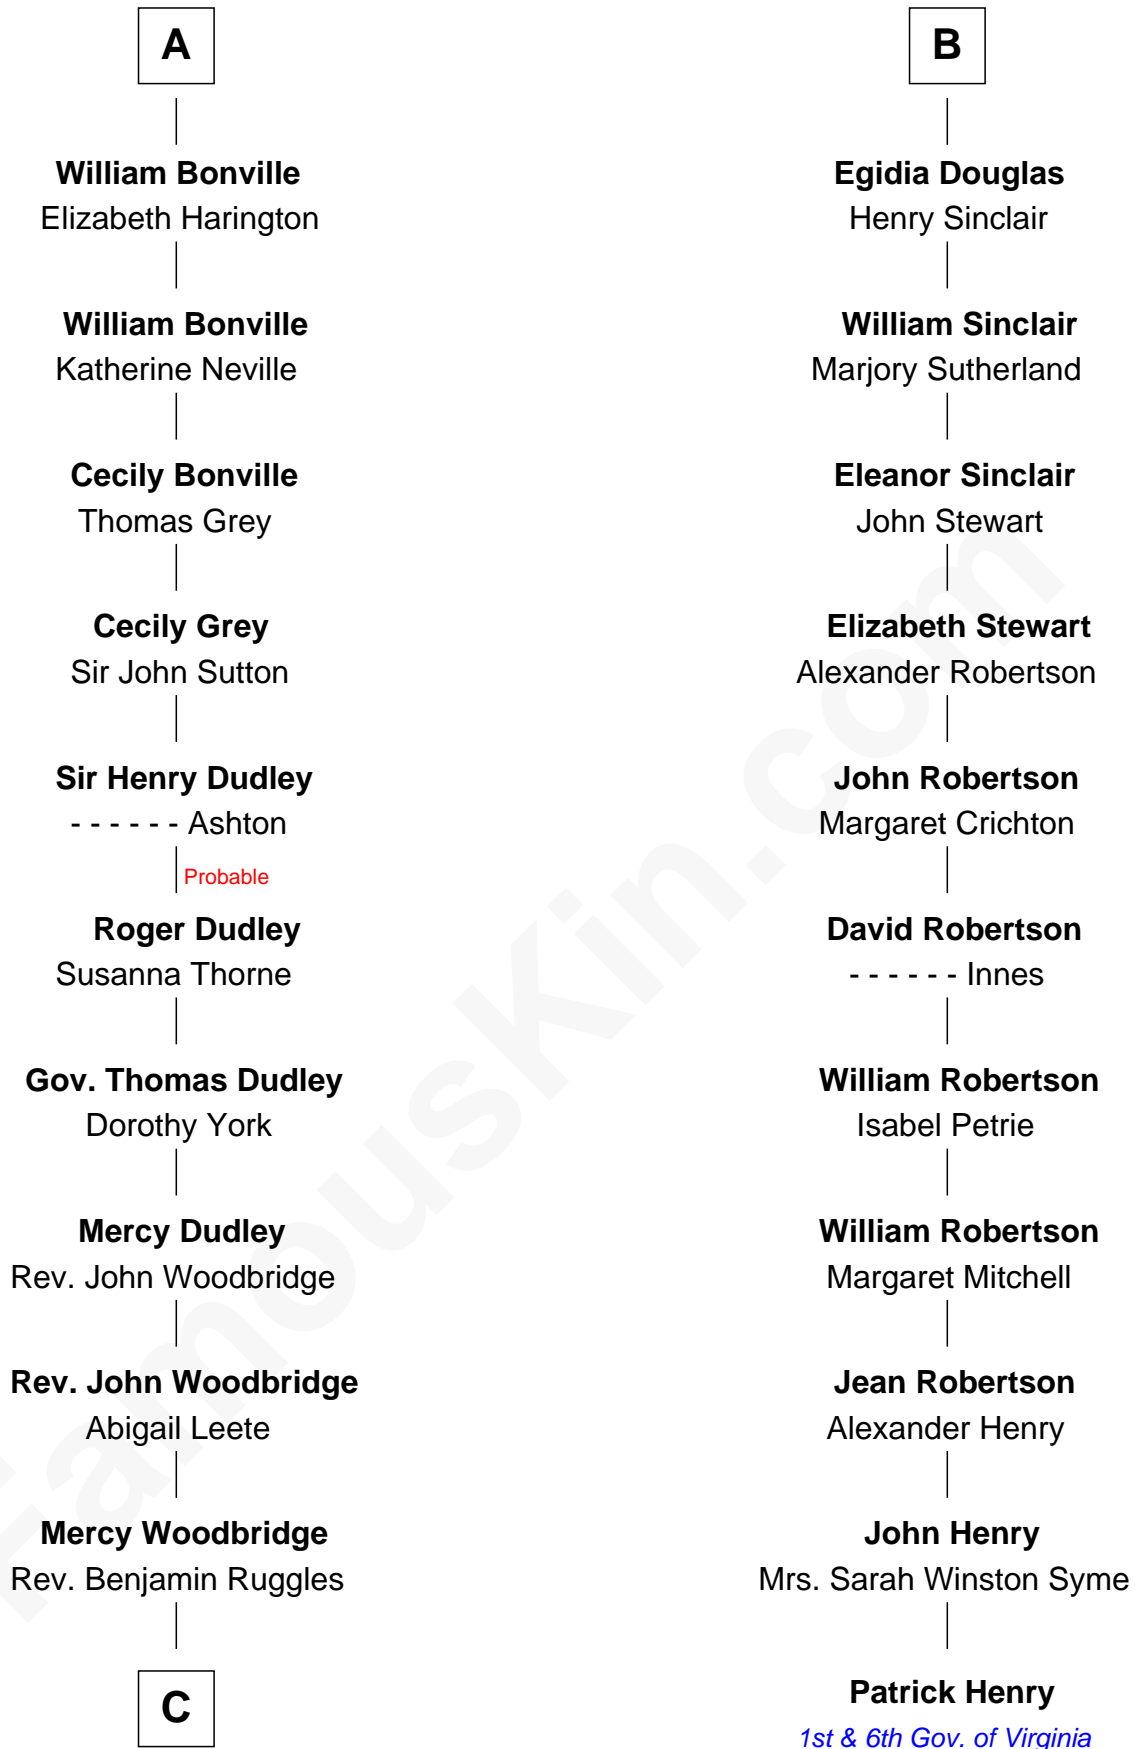 A
William Bonville
Elizabeth Harington
William Bonville
Katherine Neville
Cecily Bonville
Thomas Grey
Cecily Grey
Sir John Sutton
Sir Henry Dudley
- - - - - - Ashton
Probable
Roger Dudley
Susanna Thorne
Gov. Thomas Dudley
Dorothy York
Mercy Dudley
Rev. John Woodbridge
Rev. John Woodbridge
Abigail Leete
Mercy Woodbridge
Rev. Benjamin Ruggles
C
B
Egidia Douglas
Henry Sinclair
William Sinclair
Marjory Sutherland
Eleanor Sinclair
John Stewart
Elizabeth Stewart
Alexander Robertson
John Robertson
Margaret Crichton
David Robertson
- - - - - - Innes
William Robertson
Isabel Petrie
William Robertson
Margaret Mitchell
Jean Robertson
Alexander Henry
John Henry
Mrs. Sarah Winston Syme
Patrick Henry
1st & 6th Gov. of Virginia
FamousKin.com